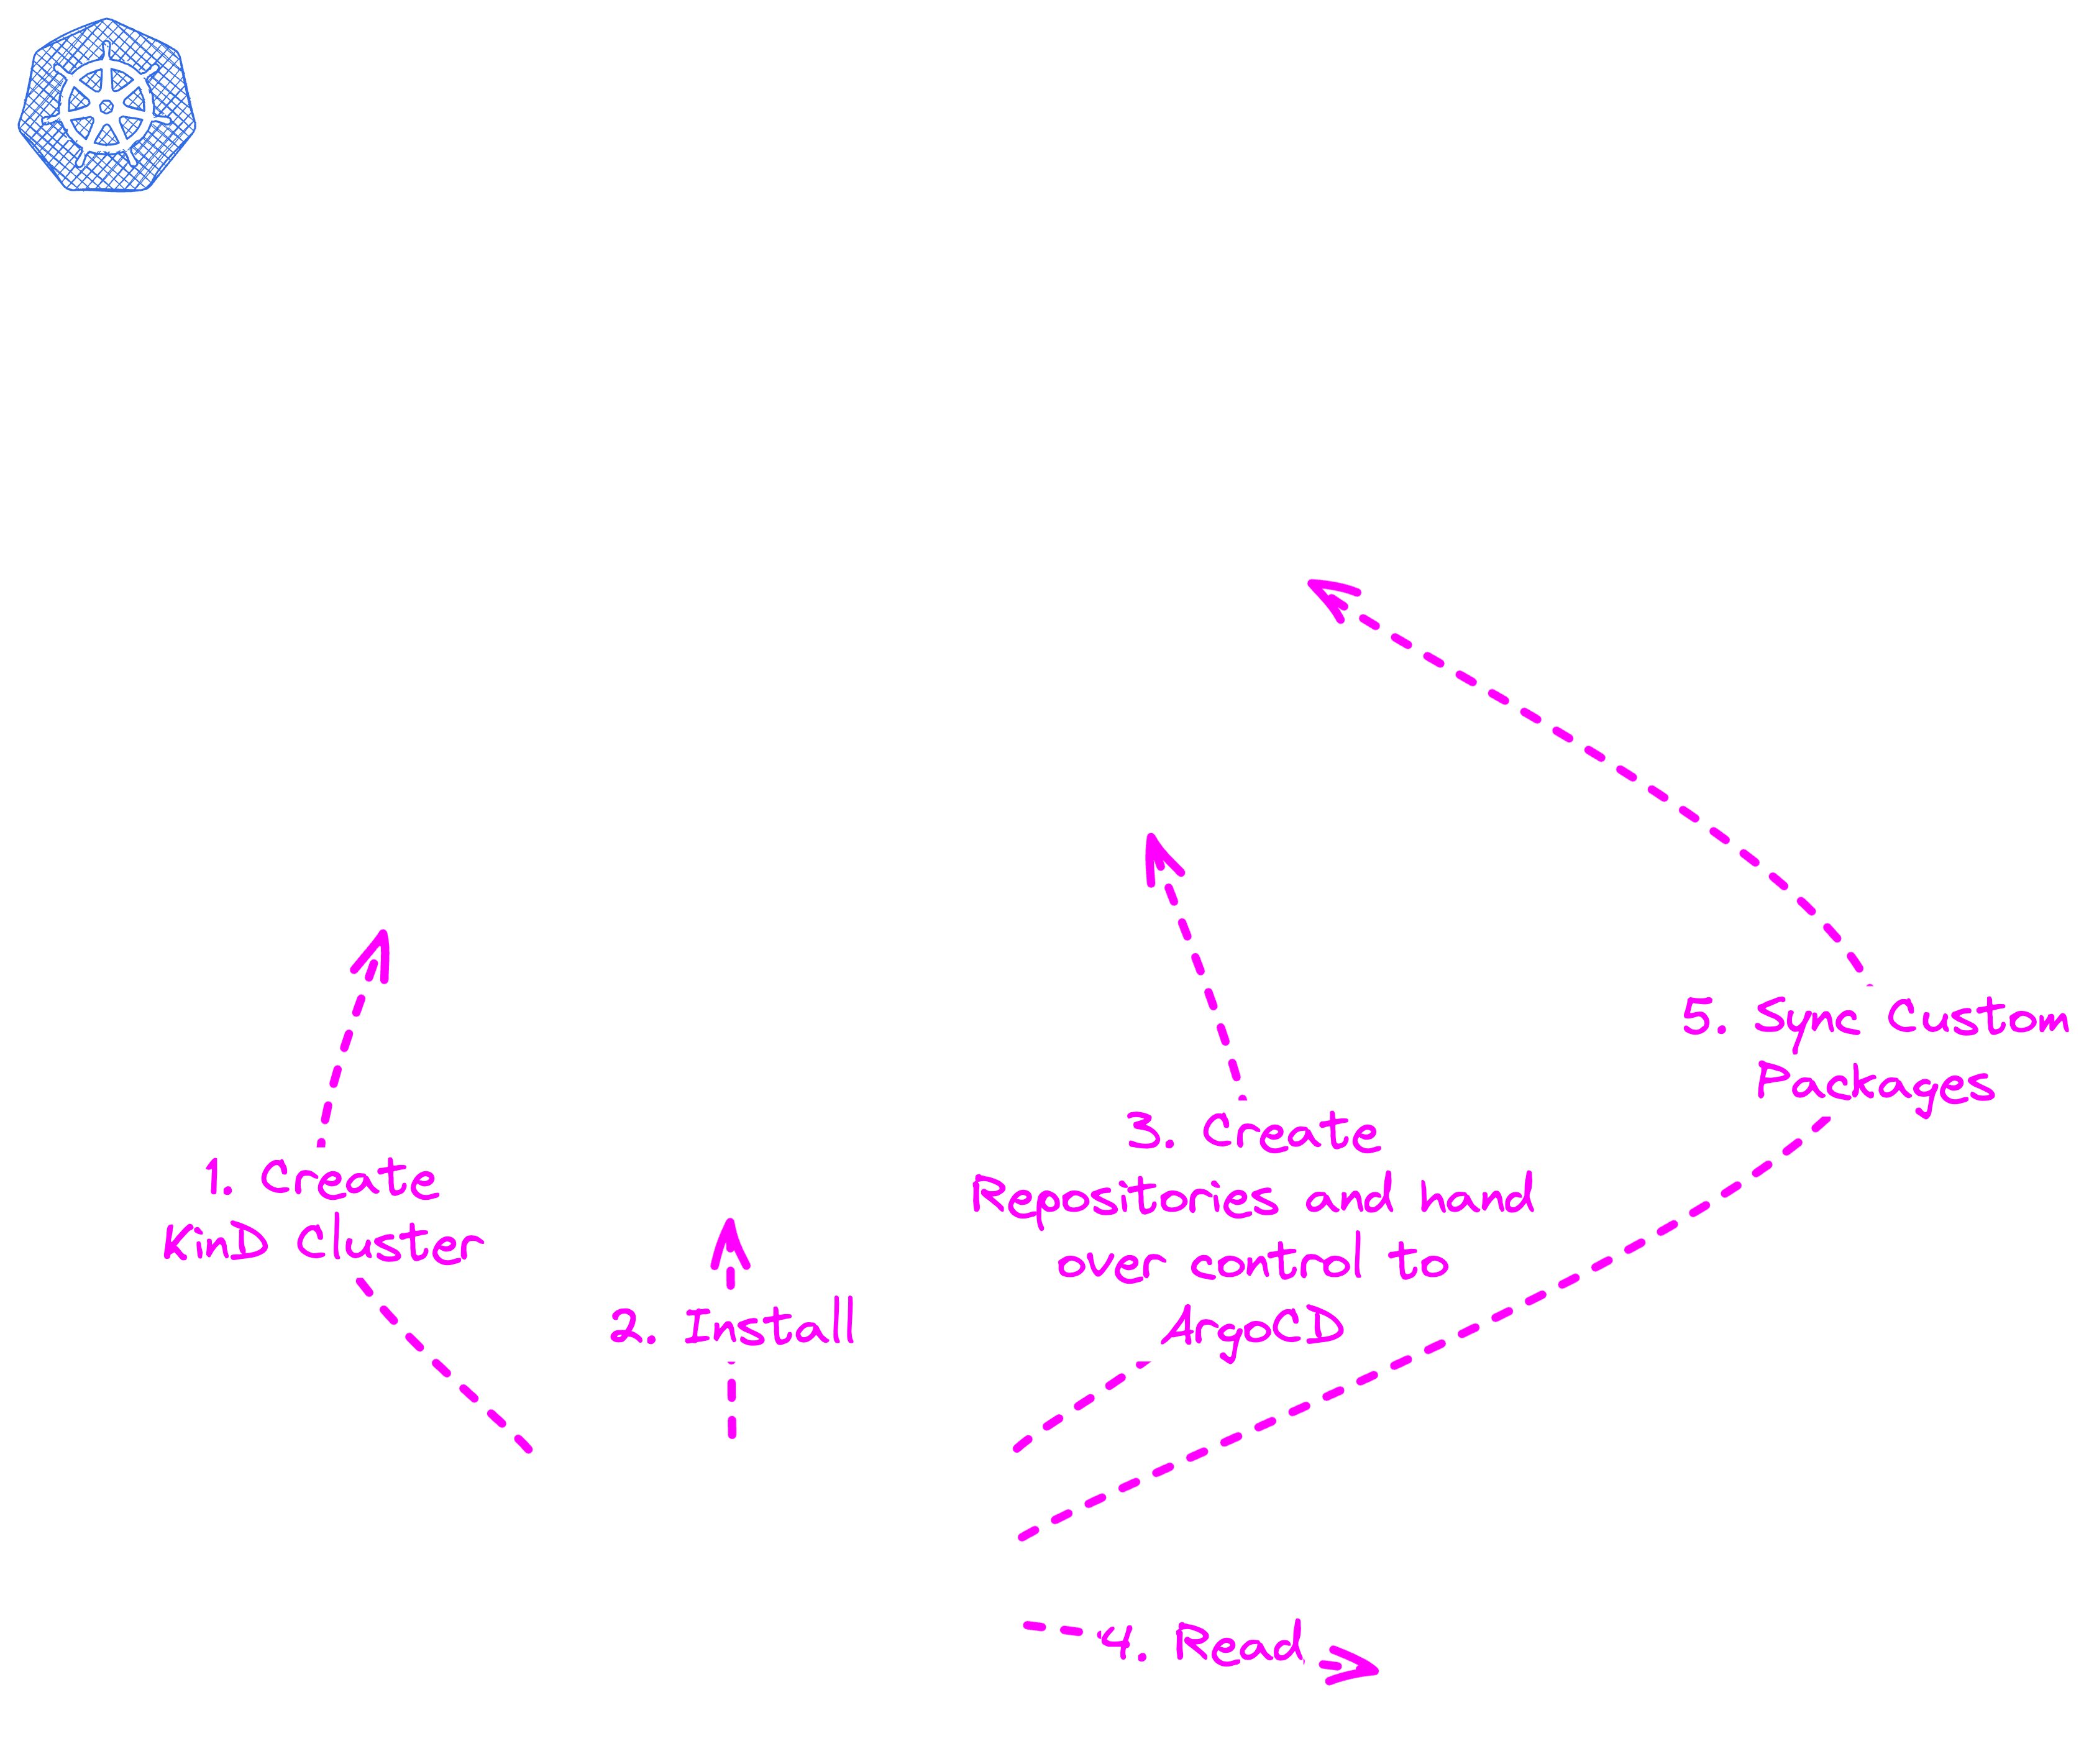 1. Create
KinD Cluster
2. Install
3. Create
Repositories and hand
over control to
ArgoCD
4. Read
5. Sync Custom
Packages